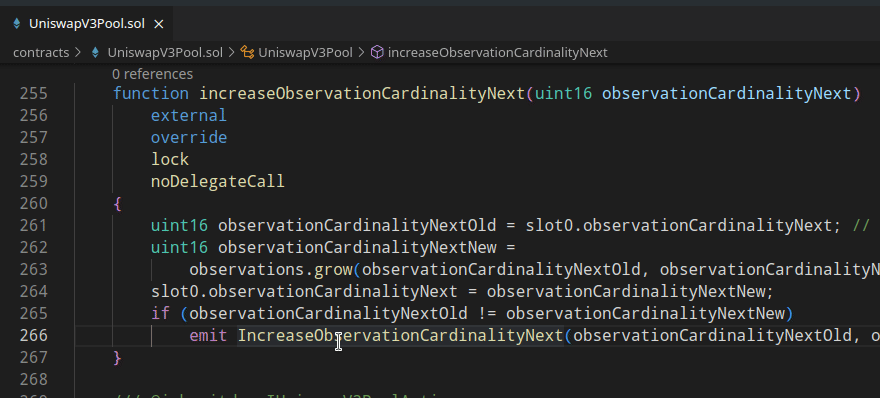 UniswapV3Pool.sol
contracts > UniswapV3Pool.sol > UniswapV3Pool > increaseObservationCardinalityNext
0 references
255 function increaseObservationCardinalityNext(uint16 observationCardinalityNext)
256 external
257 override
258 lock
259 noDelegateCall
260 {
261 uint16 observationCardinalityNextOld = slot0.observationCardinalityNext; //
262 uint16 observationCardinalityNextNew =
263 observations.grow(observationCardinalityNextOld, observationCardinalityN
264 slot0.observationCardinalityNext = observationCardinalityNextNew;
265 if (observationCardinalityNextOld != observationCardinalityNextNew)
266 emit IncreaseObservationCardinalityNext(observationCardinalityNextOld, o
267 }
268